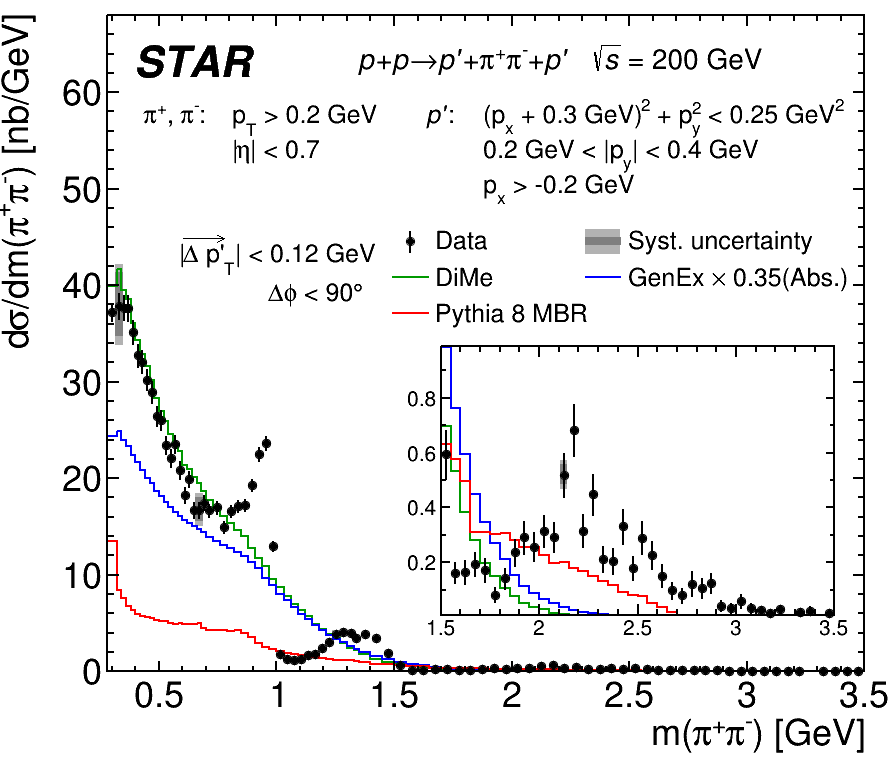 STAR p+p→p′+π⁺π⁻+p′ √s = 200 GeV
π⁺, π⁻: p_T > 0.2 GeV p′: (p_x + 0.3 GeV)² + p_y² < 0.25 GeV²
|η| < 0.7 0.2 GeV < |p_y| < 0.4 GeV
p_x > -0.2 GeV
|Δ p⃗'_T| < 0.12 GeV
Δϕ < 90°
Data Syst. uncertainty
DiMe GenEx × 0.35(Abs.)
Pythia 8 MBR
dσ/dm(π⁺π⁻) [nb/GeV]
60
50
40
30
20
10
0
0.8
0.6
0.4
0.2
1.5 2 2.5 3 3.5
0.5 1 1.5 2 2.5 3 3.5
m(π⁺π⁻) [GeV]